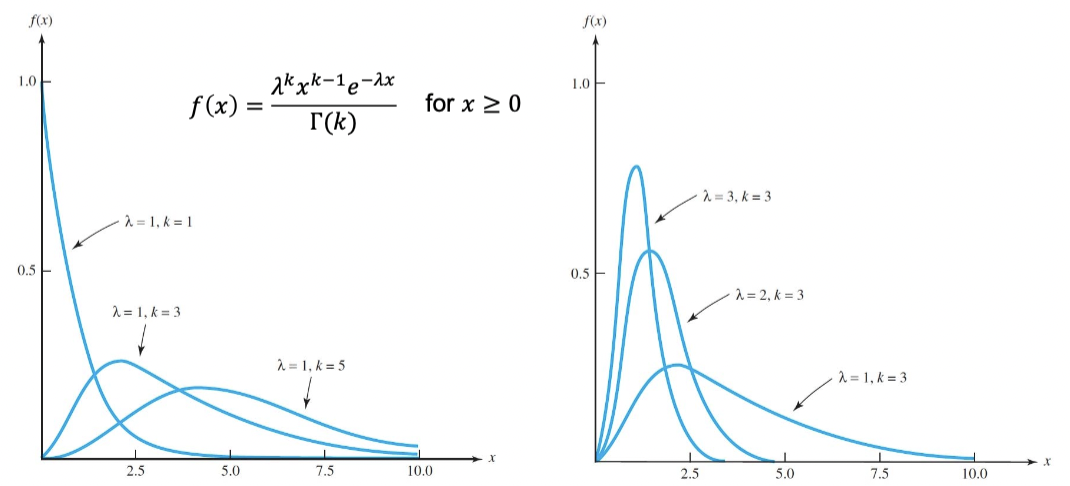 f(x)
1.0
f(x) = λ^k x^{k−1} e^{−λx} / Γ(k) for x ≥ 0
λ = 1, k = 1
0.5
λ = 1, k = 3
λ = 1, k = 5
2.5 5.0 7.5 10.0 x
f(x)
1.0
λ = 3, k = 3
0.5
λ = 2, k = 3
λ = 1, k = 3
2.5 5.0 7.5 10.0 x